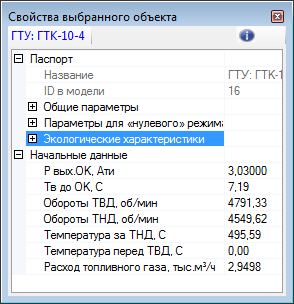 Свойства выбранного объекта
ГТУ: ГТК-10-4
Паспорт
Название ГТУ: ГТК-1
ID в модели 16
Общие параметры
Параметры для «нулевого» режима
Экологические характеристики
Начальные данные
P вых.ОК, Ати 3,03000
Тв до ОК, С 7,19
Обороты ТВД, об/мин 4791,33
Обороты ТНД, об/мин 4549,62
Температура за ТНД, С 495,59
Температура перед ТВД, С 0,00
Расход топливного газа, тыс.м³/ч 2,9498